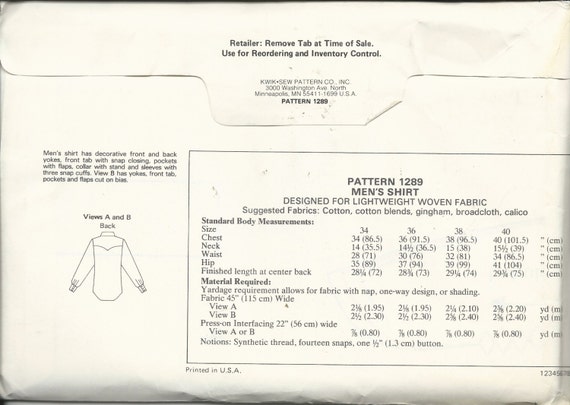 Retailer: Remove Tab at Time of Sale.
Use for Reordering and Inventory Control.
KWIK•SEW PATTERN CO., INC.
3000 Washington Ave. North
Minneapolis, MN 55411-1699 U.S.A.
PATTERN 1289
Men's shirt has decorative front and back
yokes, front tab with snap closing, pockets
with flaps, collar with stand and sleeves with
three snap cuffs. View B has yokes, front tab,
pockets and flaps cut on bias.
Views A and B
Back
PATTERN 1289
MEN'S SHIRT
DESIGNED FOR LIGHTWEIGHT WOVEN FABRIC
Suggested Fabrics: Cotton, cotton blends, gingham, broadcloth, calico
Standard Body Measurements:
Size 34 36 38 40
Chest 34 (86.5) 36 (91.5) 38 (96.5) 40 (101.5) " (cm)
Neck 14 (35.5) 14½ (36.5) 15 (38) 15½ (39) " (cm)
Waist 28 (71) 30 (76) 32 (81) 34 (86.5) " (cm)
Hip 35 (89) 37 (94) 39 (99) 41 (104) " (cm)
Finished length at center back 28¼ (72) 28¾ (73) 29¼ (74) 29¾ (75) " (cm)
Material Required:
Yardage requirement allows for fabric with nap, one-way design, or shading.
Fabric 45" (115 cm) Wide
View A 2⅛ (1.95) 2⅛ (1.95) 2¼ (2.10) 2⅜ (2.20) yd (m)
View B 2½ (2.30) 2½ (2.30) 2⅝ (2.40) 2⅝ (2.40) yd (m)
Press-on Interfacing 22" (56 cm) wide
View A or B ⅞ (0.80) ⅞ (0.80) ⅞ (0.80) ⅞ (0.80) yd (m)
Notions: Synthetic thread, fourteen snaps, one ½" (1.3 cm) button.
Printed in U.S.A.
12345678